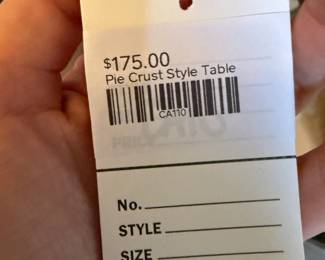 $175.00
Pie Crust Style Table
CA110
No.
STYLE
SIZE